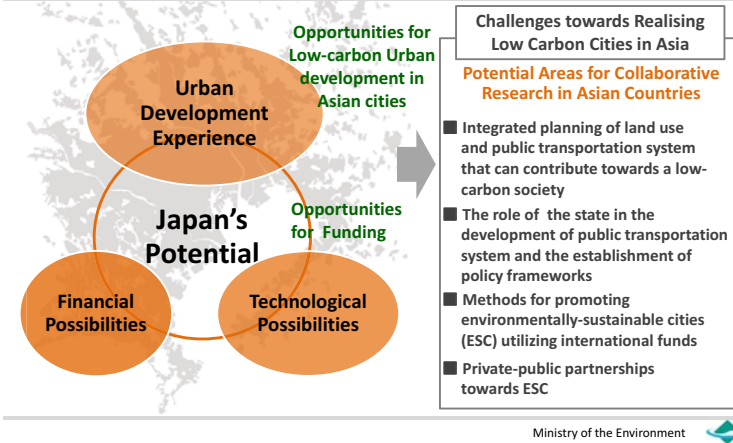 Opportunities for
Low-carbon Urban
development in
Asian cities
Urban
Development
Experience
Japan's
Potential
Opportunities
for Funding
Financial
Possibilities
Technological
Possibilities
Challenges towards Realising
Low Carbon Cities in Asia
Potential Areas for Collaborative
Research in Asian Countries
■ Integrated planning of land use
and public transportation system
that can contribute towards a low-
carbon society
■ The role of the state in the
development of public transportation
system and the establishment of
policy frameworks
■ Methods for promoting
environmentally-sustainable cities
(ESC) utilizing international funds
■ Private-public partnerships
towards ESC
Ministry of the Environment